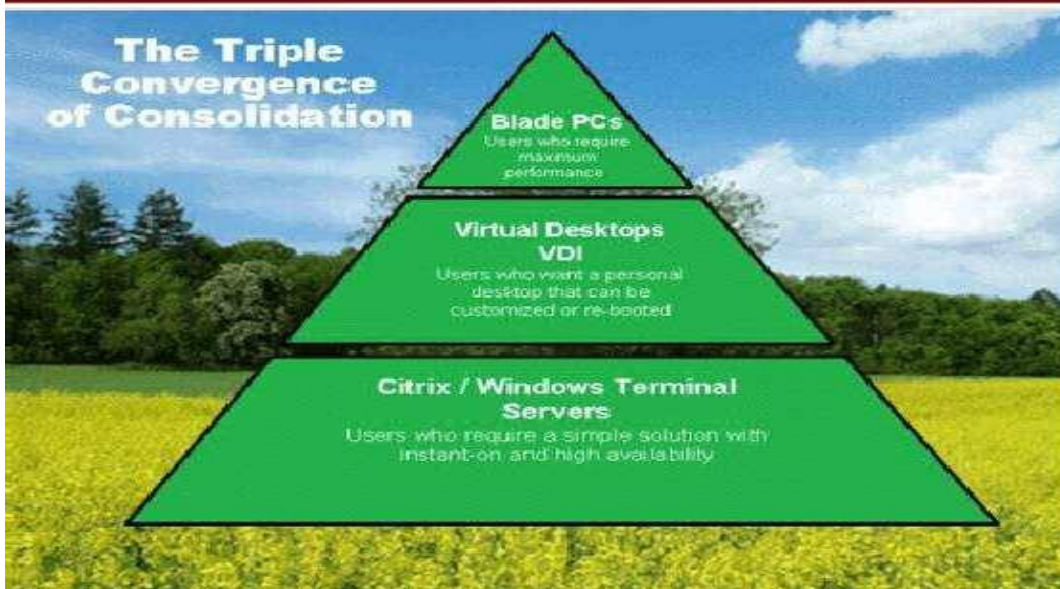 The Triple
Convergence
of Consolidation
Blade PCs
Users who require
maximum
performance
Virtual Desktops
VDI
Users who want a personal
desktop that can be
customized or re-booted
Citrix / Windows Terminal
Servers
Users who require a simple solution with
instant-on and high availability